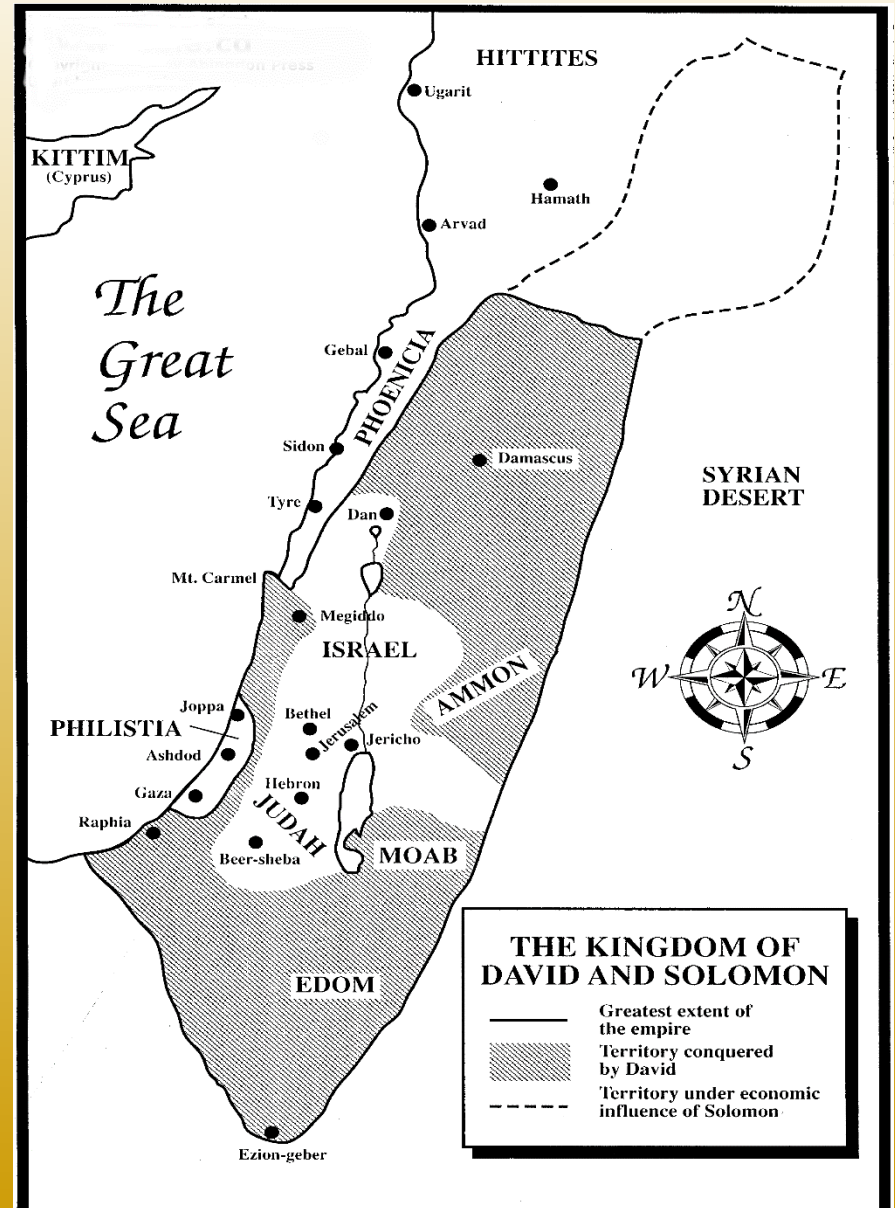 HITTITES
Ugarit
KITTIM
(Cyprus)
Hamath
Arvad
The
Great
Sea
Gebal
PHOENICIA
Sidon
Damascus
SYRIAN
DESERT
Tyre
Dan
Mt. Carmel
Megiddo
ISRAEL
N
W
E
S
AMMON
Joppa
PHILISTIA
Bethel
Jerusalem
Jericho
Ashdod
Gaza
Hebron
JUDAH
Raphia
Beer-sheba
MOAB
EDOM
Ezion-geber
THE KINGDOM OF
DAVID AND SOLOMON
Greatest extent of
the empire
Territory conquered
by David
Territory under economic
influence of Solomon